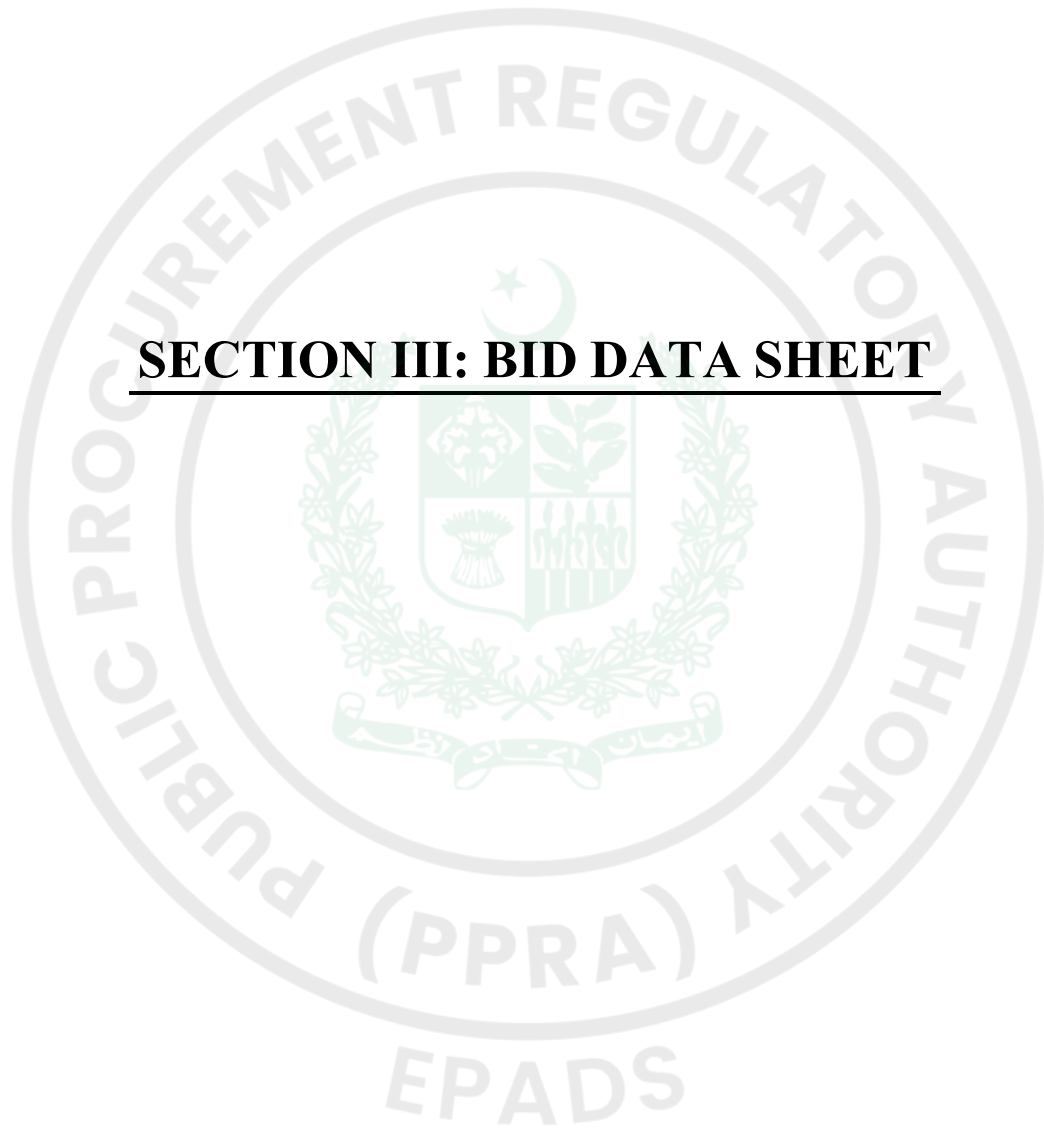 PUBLIC PROCUREMENT REGULATORY AUTHORITY
SECTION III: BID DATA SHEET
(PPRA)
EPADS